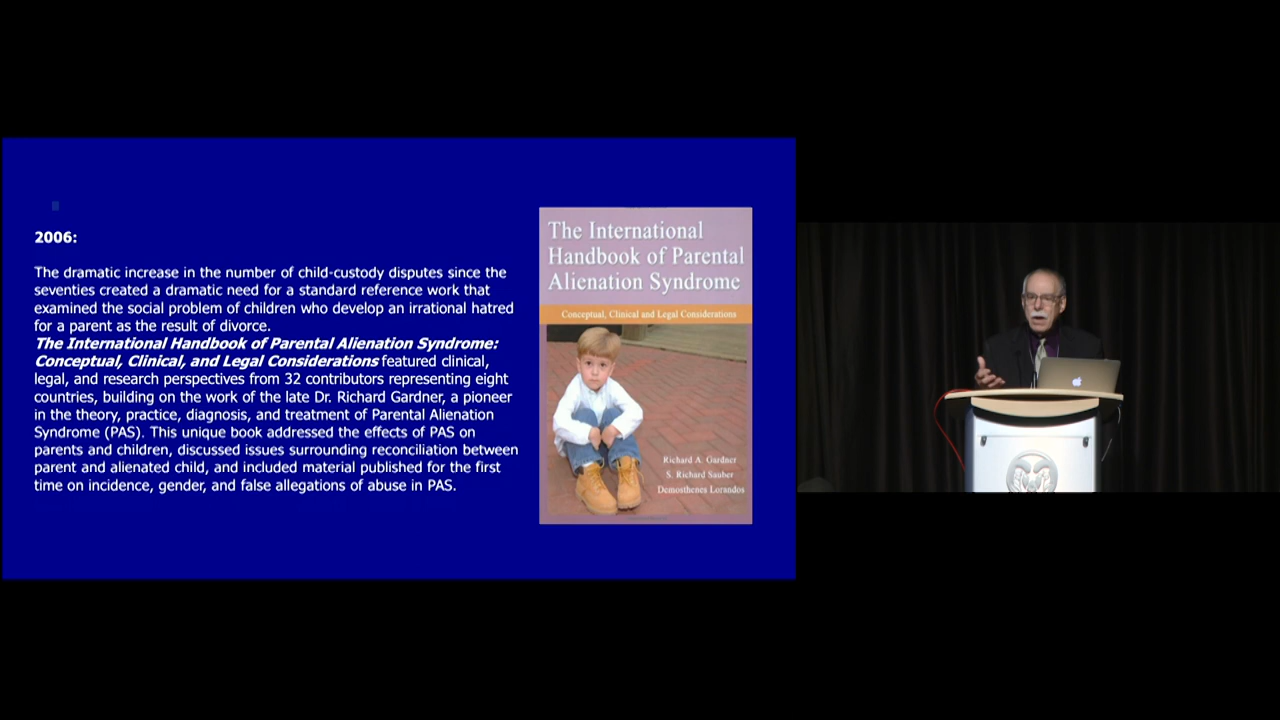 2006:
The dramatic increase in the number of child-custody disputes since the
seventies created a dramatic need for a standard reference work that
examined the social problem of children who develop an irrational hatred
for a parent as the result of divorce.
The International Handbook of Parental Alienation Syndrome:
Conceptual, Clinical, and Legal Considerations featured clinical,
legal, and research perspectives from 32 contributors representing eight
countries, building on the work of the late Dr. Richard Gardner, a pioneer
in the theory, practice, diagnosis, and treatment of Parental Alienation
Syndrome (PAS). This unique book addressed the effects of PAS on
parents and children, discussed issues surrounding reconciliation between
parent and alienated child, and included material published for the first
time on incidence, gender, and false allegations of abuse in PAS.
The International
Handbook of Parental
Alienation Syndrome
Conceptual, Clinical and Legal Considerations
Richard A. Gardner
S. Richard Sauber
Demosthenes Lorandos